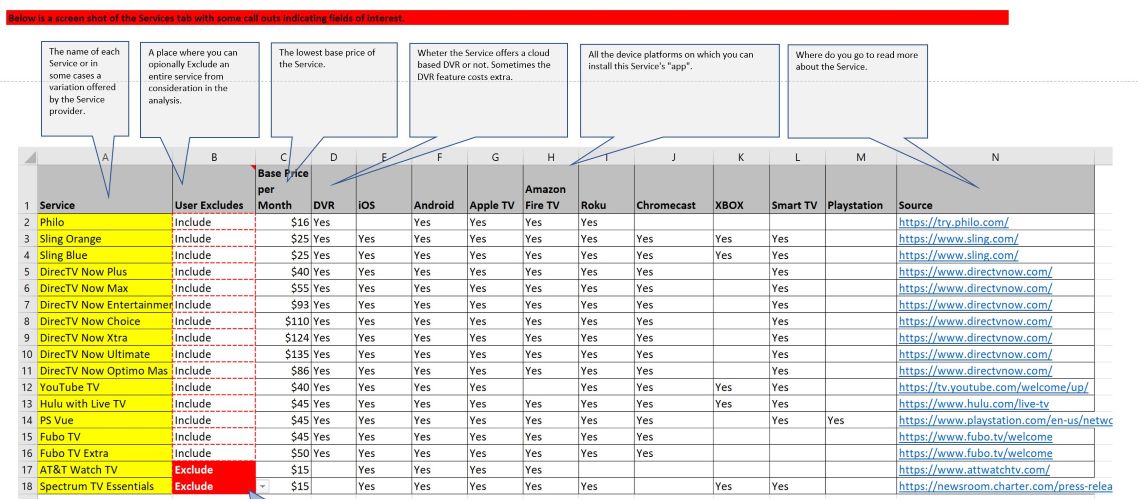 Below is a screen shot of the Services tab with some call outs indicating fields of interest.
The name of each
Service or in
some cases a
variation offered
by the Service
provider.
A place where you can
opionally Exclude an
entire service from
consideration in the
analysis.
The lowest base price of
the Service.
Wheter the Service offers a cloud
based DVR or not. Sometimes the
DVR feature costs extra.
All the device platforms on which you can
install this Service's "app".
Where do you go to read more
about the Service.
A B C D E F G H I J K L M N
1 Service User Excludes Base Price per Month DVR iOS Android Apple TV Amazon Fire TV Roku Chromecast XBOX Smart TV Playstation Source
2 Philo Include $16 Yes Yes Yes Yes Yes https://try.philo.com/
3 Sling Orange Include $25 Yes Yes Yes Yes Yes Yes Yes Yes Yes https://www.sling.com/
4 Sling Blue Include $25 Yes Yes Yes Yes Yes Yes Yes Yes Yes https://www.sling.com/
5 DirecTV Now Plus Include $40 Yes Yes Yes Yes Yes Yes Yes Yes https://www.directvnow.com/
6 DirecTV Now Max Include $55 Yes Yes Yes Yes Yes Yes Yes Yes https://www.directvnow.com/
7 DirecTV Now Entertainmer Include $93 Yes Yes Yes Yes Yes Yes Yes Yes https://www.directvnow.com/
8 DirecTV Now Choice Include $110 Yes Yes Yes Yes Yes Yes Yes Yes https://www.directvnow.com/
9 DirecTV Now Xtra Include $124 Yes Yes Yes Yes Yes Yes Yes Yes https://www.directvnow.com/
10 DirecTV Now Ultimate Include $135 Yes Yes Yes Yes Yes Yes Yes Yes https://www.directvnow.com/
11 DirecTV Now Optimo Mas Include $86 Yes Yes Yes Yes Yes Yes Yes Yes https://www.directvnow.com/
12 YouTube TV Include $40 Yes Yes Yes Yes Yes Yes Yes Yes https://tv.youtube.com/welcome/up/
13 Hulu with Live TV Include $45 Yes Yes Yes Yes Yes Yes Yes Yes Yes https://www.hulu.com/live-tv
14 PS Vue Include $45 Yes Yes Yes Yes Yes Yes Yes Yes Yes https://www.playstation.com/en-us/netwo
15 Fubo TV Include $45 Yes Yes Yes Yes Yes Yes Yes https://www.fubo.tv/welcome
16 Fubo TV Extra Include $50 Yes Yes Yes Yes Yes Yes Yes https://www.fubo.tv/welcome
17 AT&T Watch TV Exclude $15 Yes Yes Yes Yes https://www.attwatchtv.com/
18 Spectrum TV Essentials Exclude $15 Yes Yes Yes Yes Yes Yes Yes https://newsroom.charter.com/press-relea